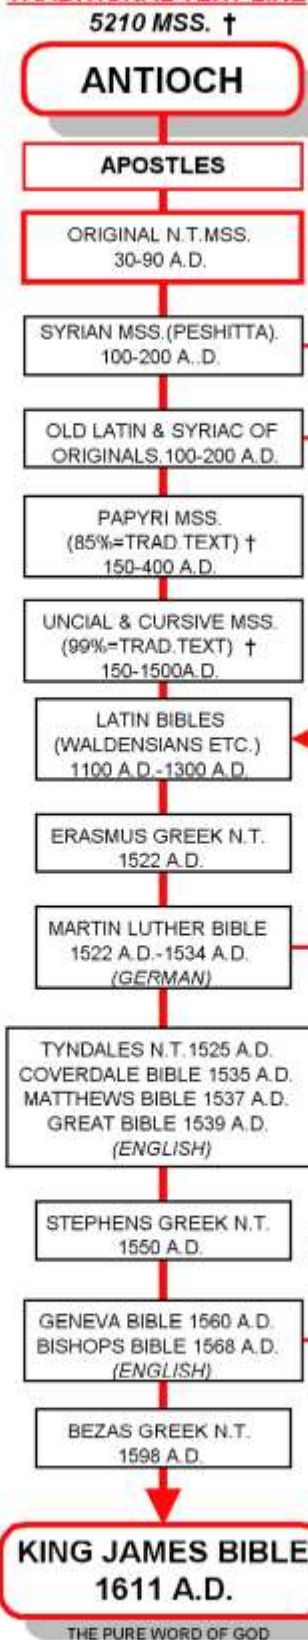 TRADITIONAL TEXT LINE
5210 MSS. †
ANTIOCH
APOSTLES
ORIGINAL N.T.MSS.
30-90 A.D.
SYRIAN MSS.(PESHITTA).
100-200 A..D.
OLD LATIN & SYRIAC OF
ORIGINALS.100-200 A.D.
PAPYRI MSS.
(85%=TRAD.TEXT) †
150-400 A.D.
UNCIAL & CURSIVE MSS.
(99%=TRAD.TEXT) †
150-1500A.D.
LATIN BIBLES
(WALDENSIANS ETC.)
1100 A.D.-1300 A.D.
ERASMUS GREEK N.T.
1522 A.D.
MARTIN LUTHER BIBLE
1522 A.D.-1534 A.D.
(GERMAN)
TYNDALES N.T.1525 A.D.
COVERDALE BIBLE 1535 A.D.
MATTHEWS BIBLE 1537 A.D.
GREAT BIBLE 1539 A.D.
(ENGLISH)
STEPHENS GREEK N.T.
1550 A.D.
GENEVA BIBLE 1560 A.D.
BISHOPS BIBLE 1568 A.D.
(ENGLISH)
BEZAS GREEK N.T.
1598 A.D.
KING JAMES BIBLE
1611 A.D.
THE PURE WORD OF GOD